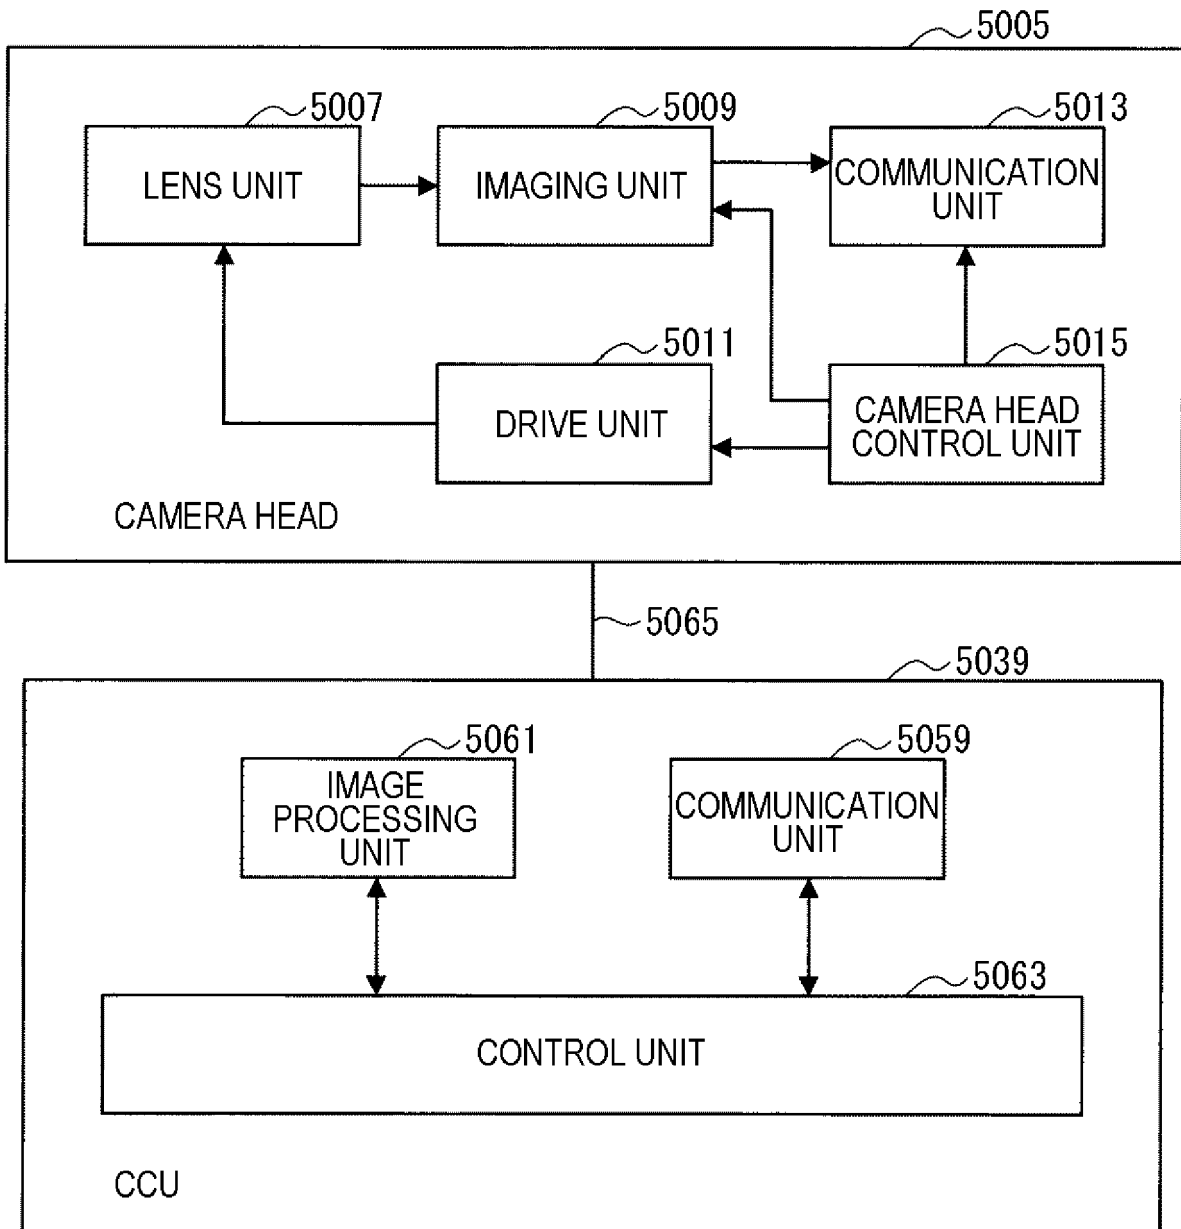 5005
5007
5009
5013
LENS UNIT
IMAGING UNIT
COMMUNICATION
UNIT
5011
5015
DRIVE UNIT
CAMERA HEAD
CONTROL UNIT
CAMERA HEAD
5065
5039
5061
5059
IMAGE
PROCESSING
UNIT
COMMUNICATION
UNIT
5063
CONTROL UNIT
CCU